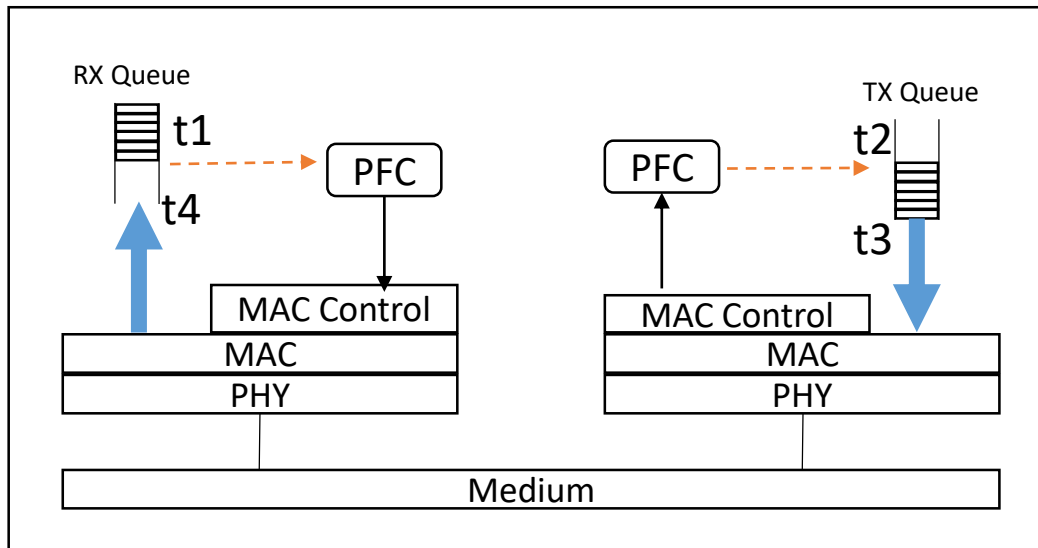 RX Queue
TX Queue
t1
t2
PFC
PFC
t4
t3
MAC Control
MAC Control
MAC
MAC
PHY
PHY
Medium